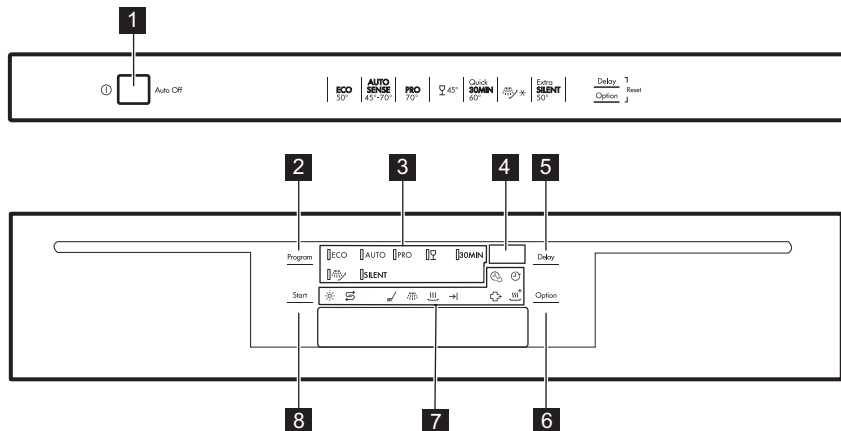 1
Auto Off
ECO 50°
AUTO SENSE 45°-70°
PRO 70°
45°
Quick 30MIN 60°
Extra SILENT 50°
Delay
Option
Reset
2 3 4 5
Program
ECO AUTO PRO 30MIN
Delay
SILENT
Start
Option
8 7 6